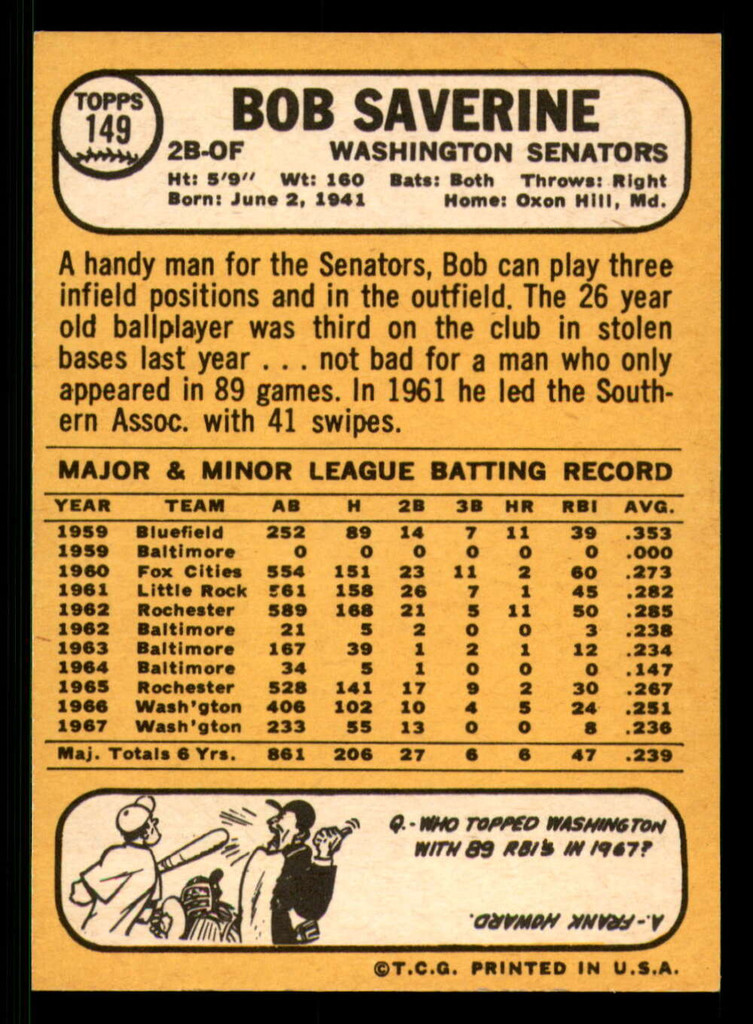 TOPPS
149
BOB SAVERINE
2B-OF WASHINGTON SENATORS
Ht: 5'9" Wt: 160 Bats: Both Throws: Right
Born: June 2, 1941 Home: Oxon Hill, Md.
A handy man for the Senators, Bob can play three
infield positions and in the outfield. The 26 year
old ballplayer was third on the club in stolen
bases last year . . . not bad for a man who only
appeared in 89 games. In 1961 he led the South-
ern Assoc. with 41 swipes.
MAJOR & MINOR LEAGUE BATTING RECORD
YEAR TEAM AB H 2B 3B HR RBI AVG.
1959 Bluefield 252 89 14 7 11 39 .353
1959 Baltimore 0 0 0 0 0 0 .000
1960 Fox Cities 554 151 23 11 2 60 .273
1961 Little Rock 561 158 26 7 1 45 .282
1962 Rochester 589 168 21 5 11 50 .285
1962 Baltimore 21 5 2 0 0 3 .238
1963 Baltimore 167 39 1 2 1 12 .234
1964 Baltimore 34 5 1 0 0 0 .147
1965 Rochester 528 141 17 9 2 30 .267
1966 Wash'gton 406 102 10 4 5 24 .251
1967 Wash'gton 233 55 13 0 0 8 .236
Maj. Totals 6 Yrs. 861 206 27 6 6 47 .239
Q.-WHO TOPPED WASHINGTON
WITH 89 RBI's IN 1967?
A.-FRANK HOWARD.
©T.C.G. PRINTED IN U.S.A.